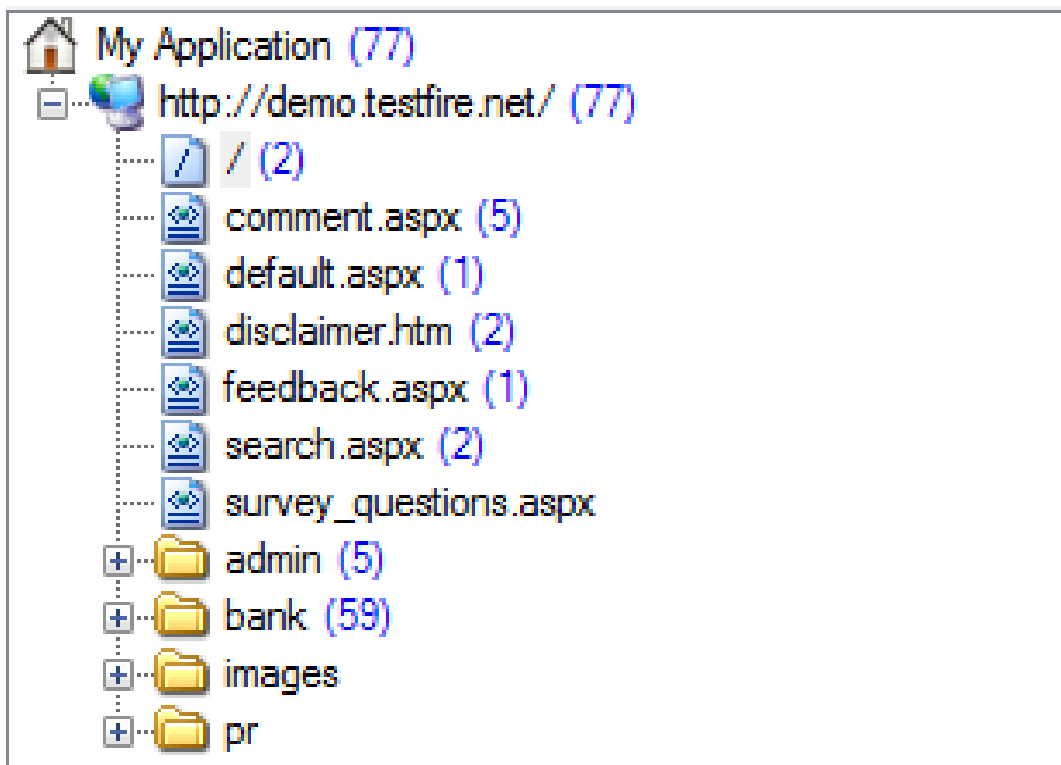 My Application (77)
http://demo.testfire.net/ (77)
/ (2)
comment.aspx (5)
default.aspx (1)
disclaimer.htm (2)
feedback.aspx (1)
search.aspx (2)
survey_questions.aspx
admin (5)
bank (59)
images
pr